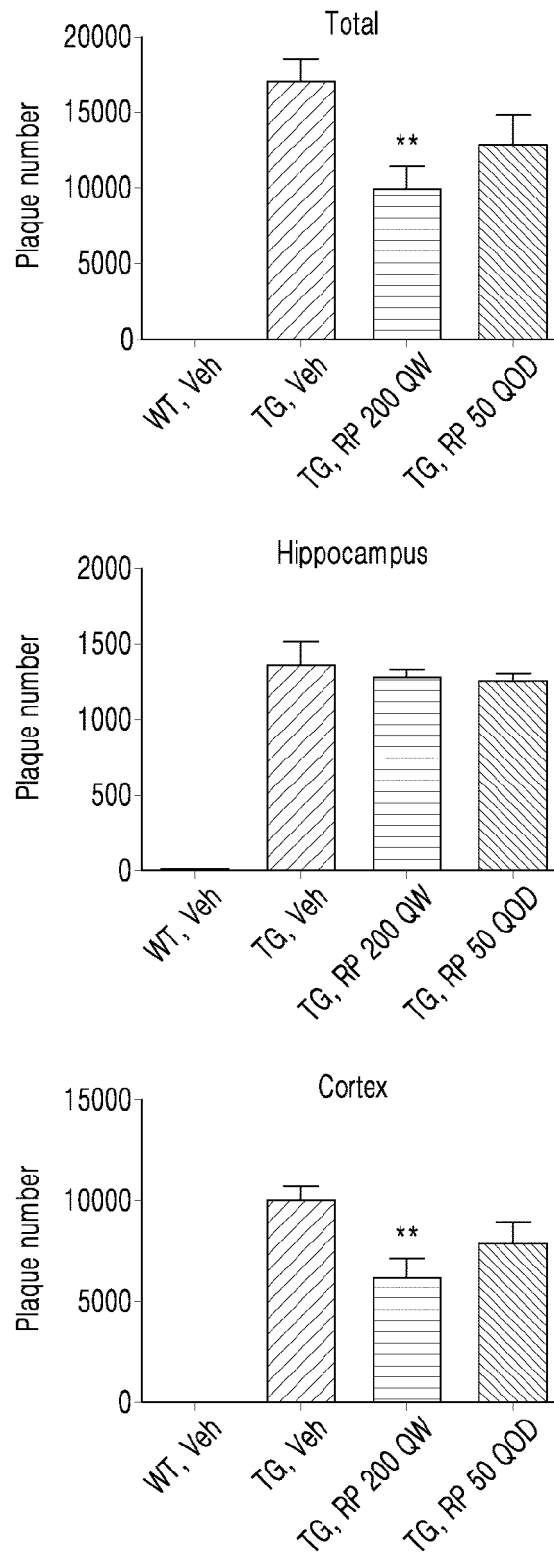 Total
Plaque number
20000
15000
10000
5000
0
**
WT, Veh
TG, Veh
TG, RP 200 QW
TG, RP 50 QOD
Hippocampus
Plaque number
2000
1500
1000
500
0
WT, Veh
TG, Veh
TG, RP 200 QW
TG, RP 50 QOD
Cortex
Plaque number
15000
10000
5000
0
**
WT, Veh
TG, Veh
TG, RP 200 QW
TG, RP 50 QOD